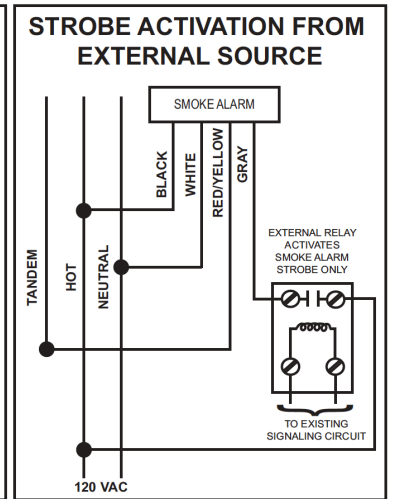 STROBE ACTIVATION FROM
EXTERNAL SOURCE
SMOKE ALARM
BLACK
WHITE
RED/YELLOW
GRAY
TANDEM
HOT
NEUTRAL
EXTERNAL RELAY
ACTIVATES
SMOKE ALARM
STROBE ONLY
TO EXISTING
SIGNALING CIRCUIT
120 VAC